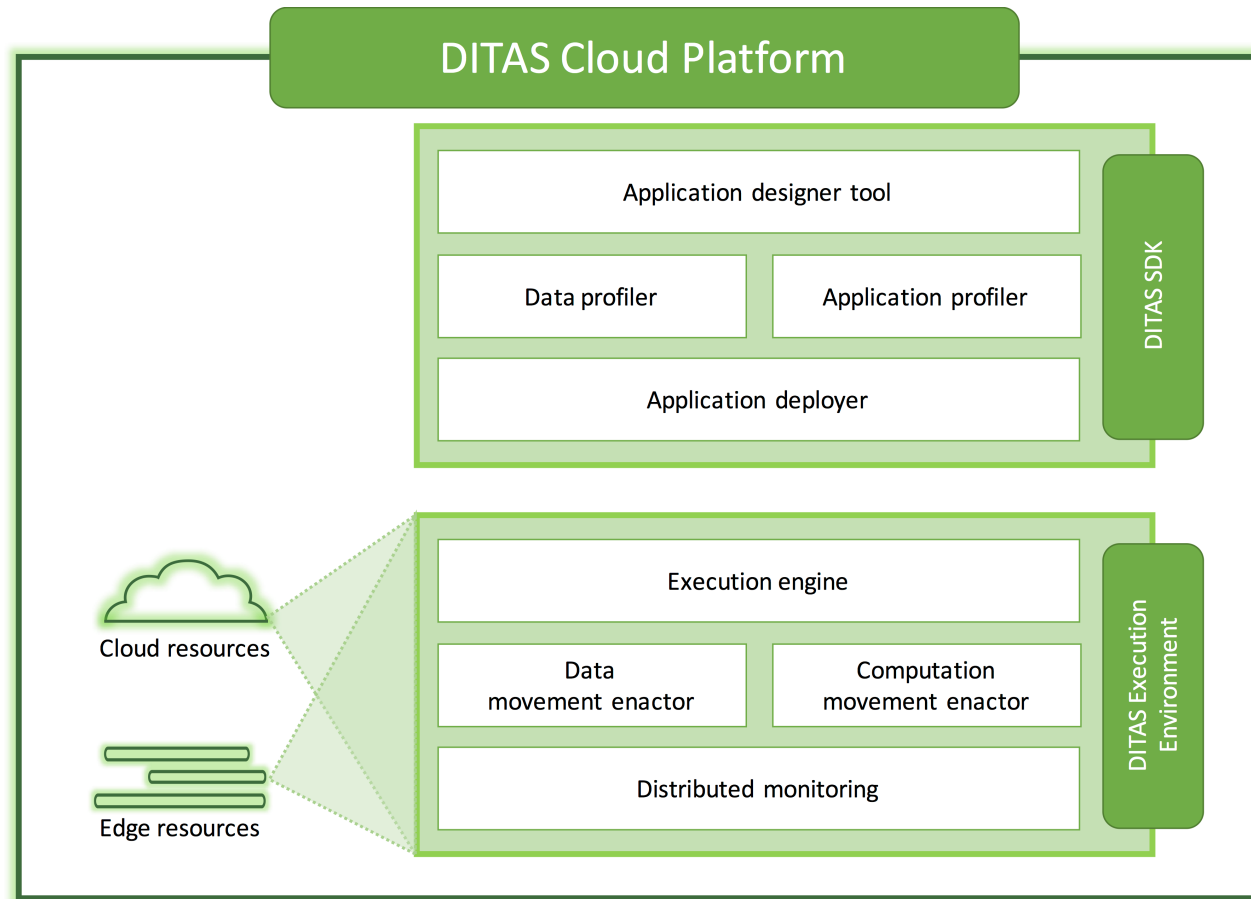 DITAS Cloud Platform
Application designer tool
Data profiler
Application profiler
Application deployer
DITAS SDK
Cloud resources
Edge resources
Execution engine
Data
movement enactor
Computation
movement enactor
Distributed monitoring
DITAS Execution
Environment